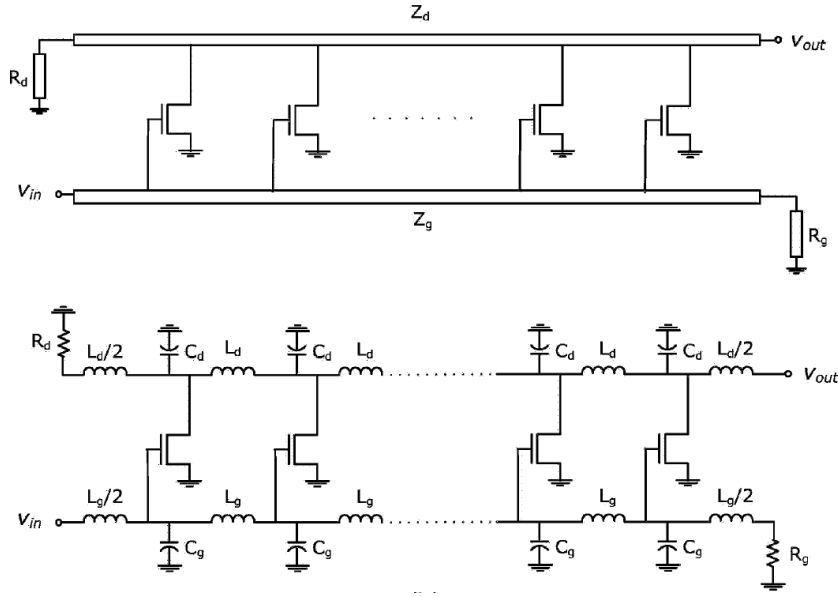 Z_d
v_out
R_d
v_in
Z_g
R_g
R_d L_d/2 C_d L_d C_d L_d C_d L_d C_d L_d/2
v_out
v_in L_g/2 L_g L_g L_g L_g/2
C_g C_g C_g C_g R_g